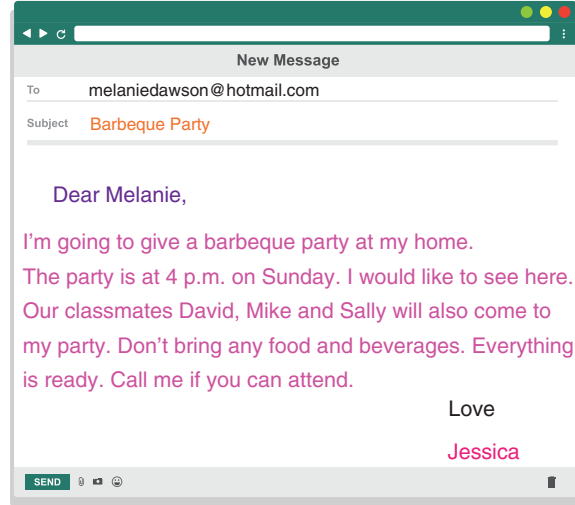 New Message
To melaniedawson@hotmail.com
Subject Barbeque Party
Dear Melanie,
I'm going to give a barbeque party at my home.
The party is at 4 p.m. on Sunday. I would like to see here.
Our classmates David, Mike and Sally will also come to
my party. Don't bring any food and beverages. Everything
is ready. Call me if you can attend.
Love
Jessica
SEND